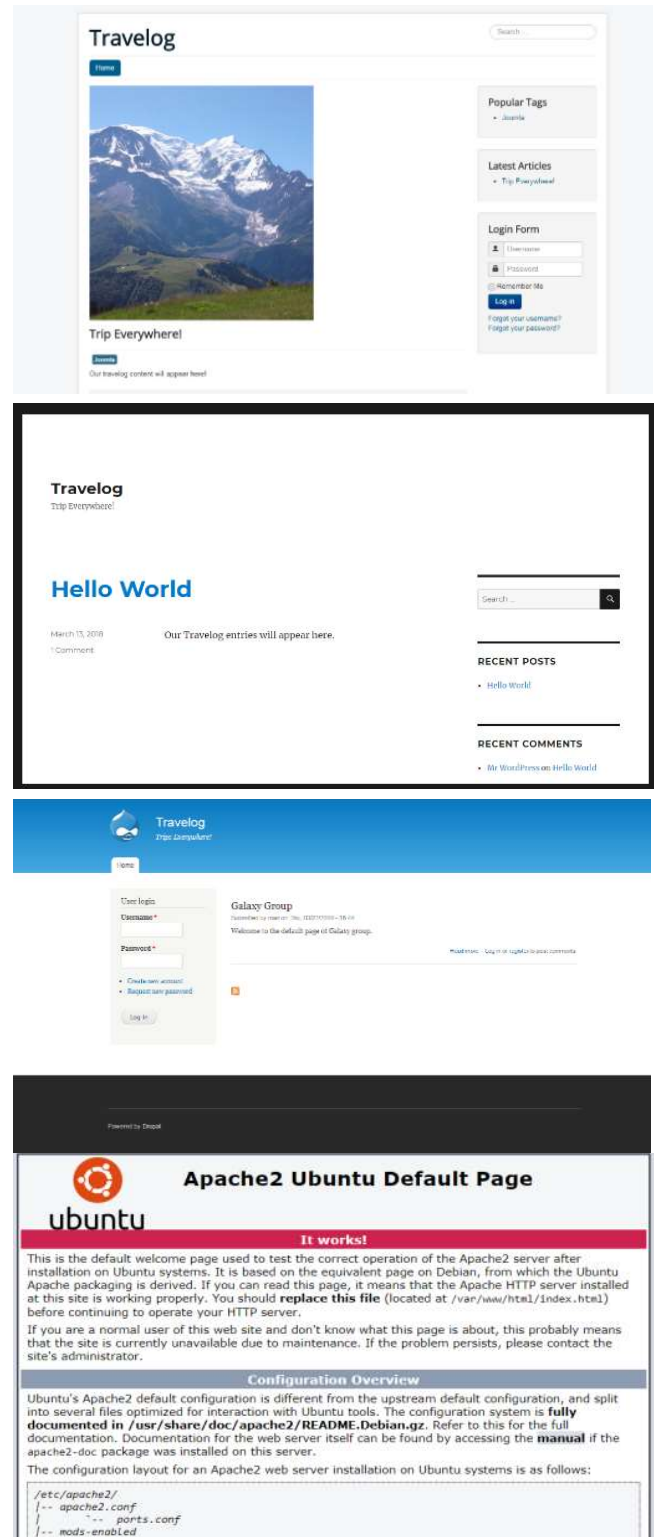 Travelog
Search ...
Home
Popular Tags
• Joomla
Latest Articles
• Trip Everywhere!
Login Form
Username
Password
Remember Me
Log in
Forgot your username?
Forgot your password?
Trip Everywhere!
Joomla
Our travelog content will appear here!
Travelog
Trip Everywhere!
Hello World
Search ...
March 13, 2018
1 Comment
Our Travelog entries will appear here.
RECENT POSTS
• Hello World
RECENT COMMENTS
• Mr WordPress on Hello World
Travelog
Trips Everywhere!
Home
User login
Username *
Password *
• Create new account
• Request new password
Log in
Galaxy Group
Welcome to the default page of Galaxy group.
Read more Log in or register to post comments
Powered by Drupal
ubuntu
Apache2 Ubuntu Default Page
It works!
This is the default welcome page used to test the correct operation of the Apache2 server after
installation on Ubuntu systems. It is based on the equivalent page on Debian, from which the Ubuntu
Apache packaging is derived. If you can read this page, it means that the Apache HTTP server installed
at this site is working properly. You should replace this file (located at /var/www/html/index.html)
before continuing to operate your HTTP server.
If you are a normal user of this web site and don't know what this page is about, this probably means
that the site is currently unavailable due to maintenance. If the problem persists, please contact the
site's administrator.
Configuration Overview
Ubuntu's Apache2 default configuration is different from the upstream default configuration, and split
into several files optimized for interaction with Ubuntu tools. The configuration system is fully
documented in /usr/share/doc/apache2/README.Debian.gz. Refer to this for the full
documentation. Documentation for the web server itself can be found by accessing the manual if the
apache2-doc package was installed on this server.
The configuration layout for an Apache2 web server installation on Ubuntu systems is as follows:
/etc/apache2/
|-- apache2.conf
| `-- ports.conf
|-- mods-enabled